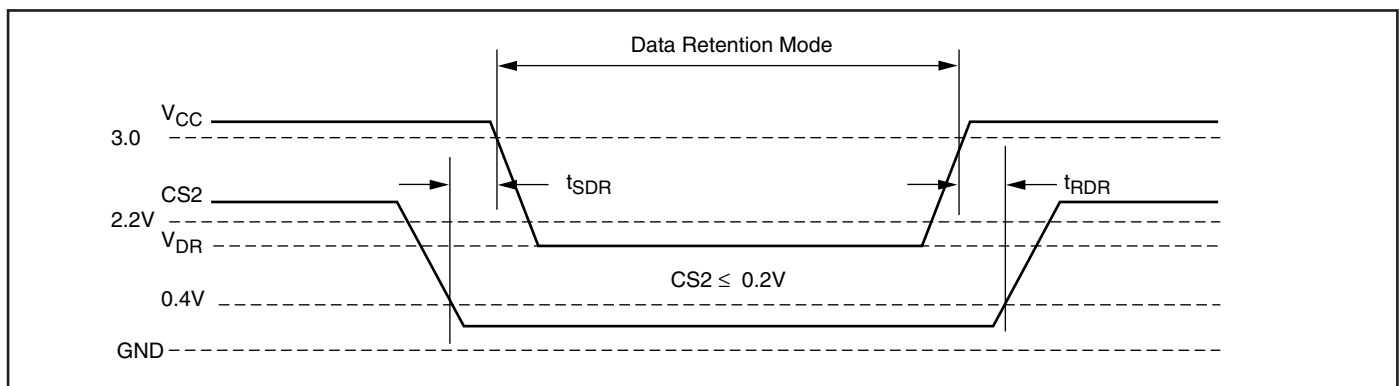 Data Retention Mode
VCC
3.0
tSDR
tRDR
CS2
2.2V
VDR
CS2 ≤ 0.2V
0.4V
GND